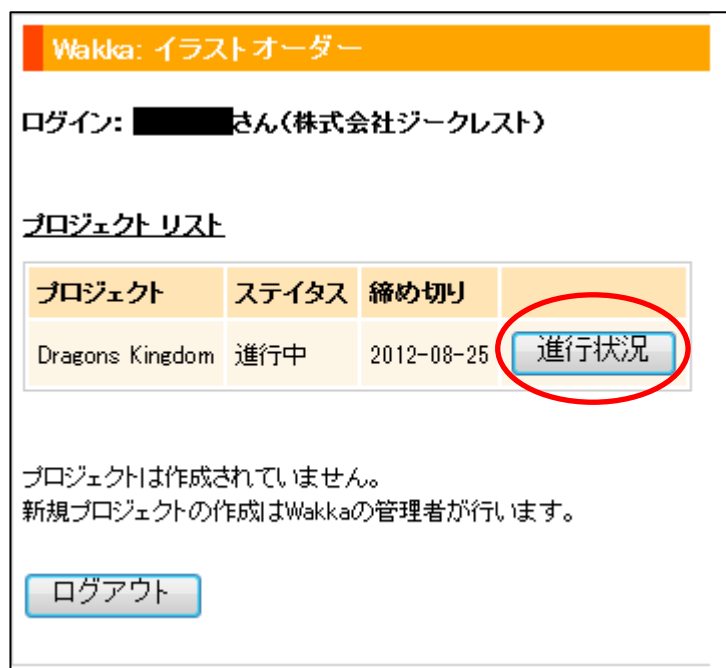 Wakka: イラストオーダー
ログイン: さん(株式会社ジークレスト)
プロジェクト リスト
プロジェクト ステイタス 締め切り
Dragons Kingdom 進行中 2012-08-25 進行状況
プロジェクトは作成されていません。
新規プロジェクトの作成はWakkaの管理者が行います。
ログアウト